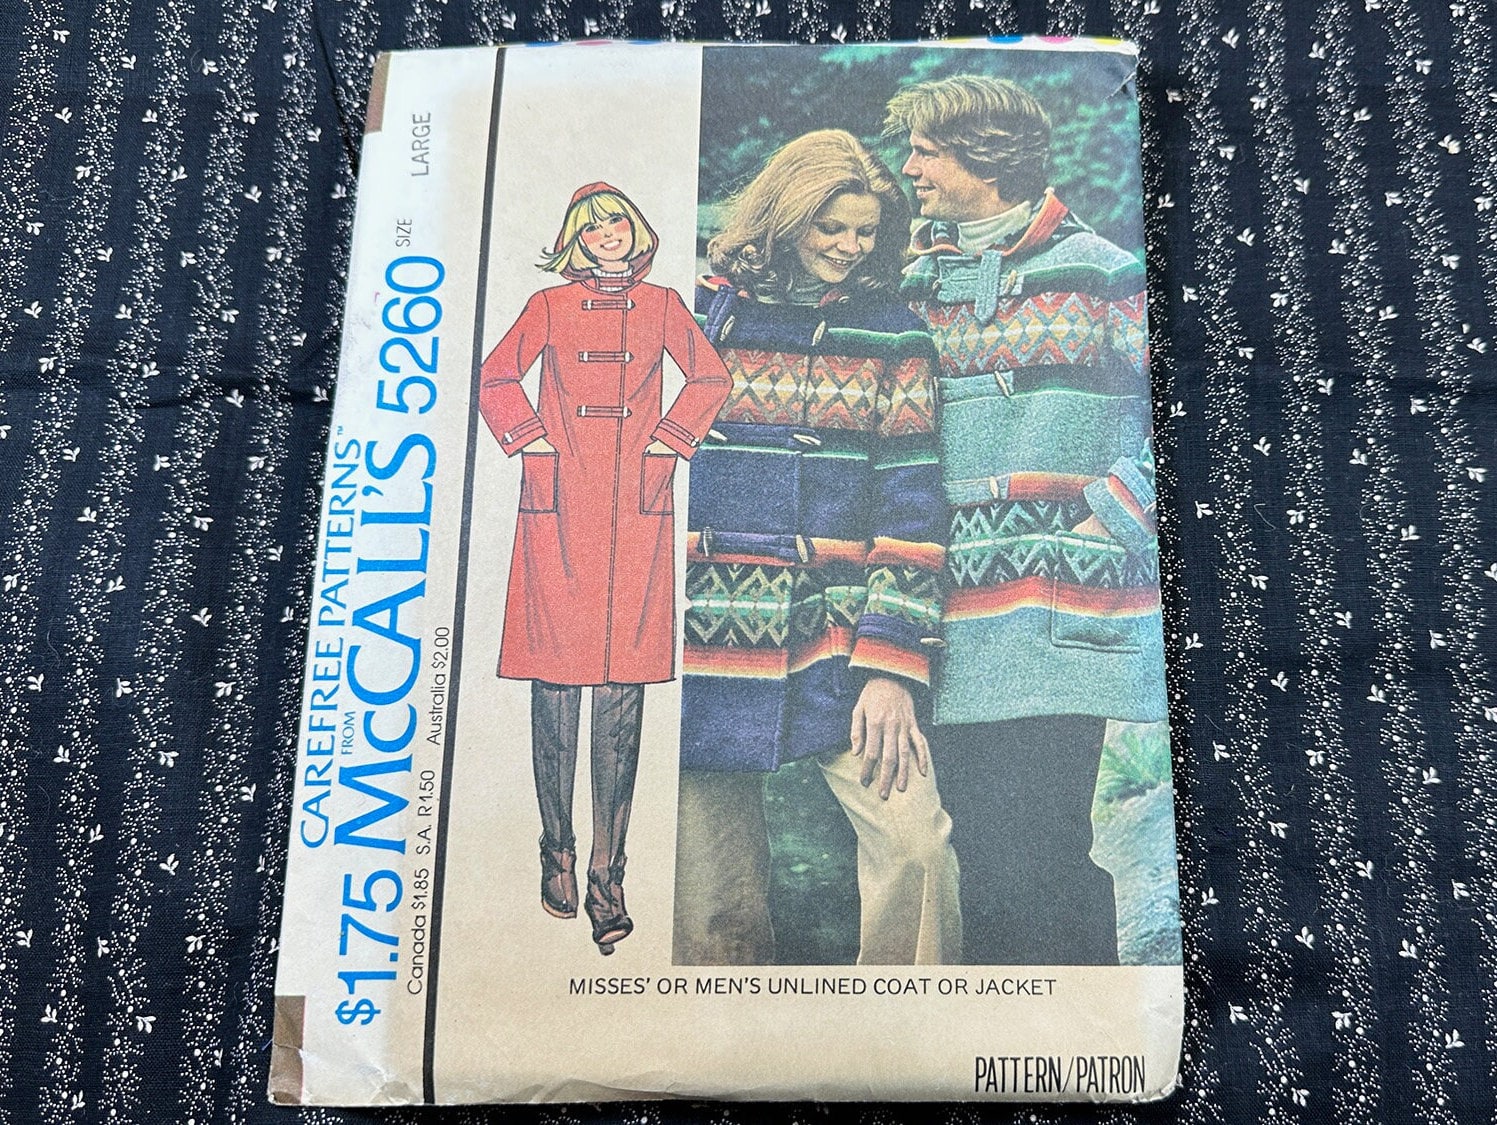 CAREFREE PATTERNS™
FROM
McCALL'S 5260 SIZE LARGE
$1.75 Canada $1.85 S.A. R1.50 Australia $2.00
MISSES' OR MEN'S UNLINED COAT OR JACKET
PATTERN/PATRON